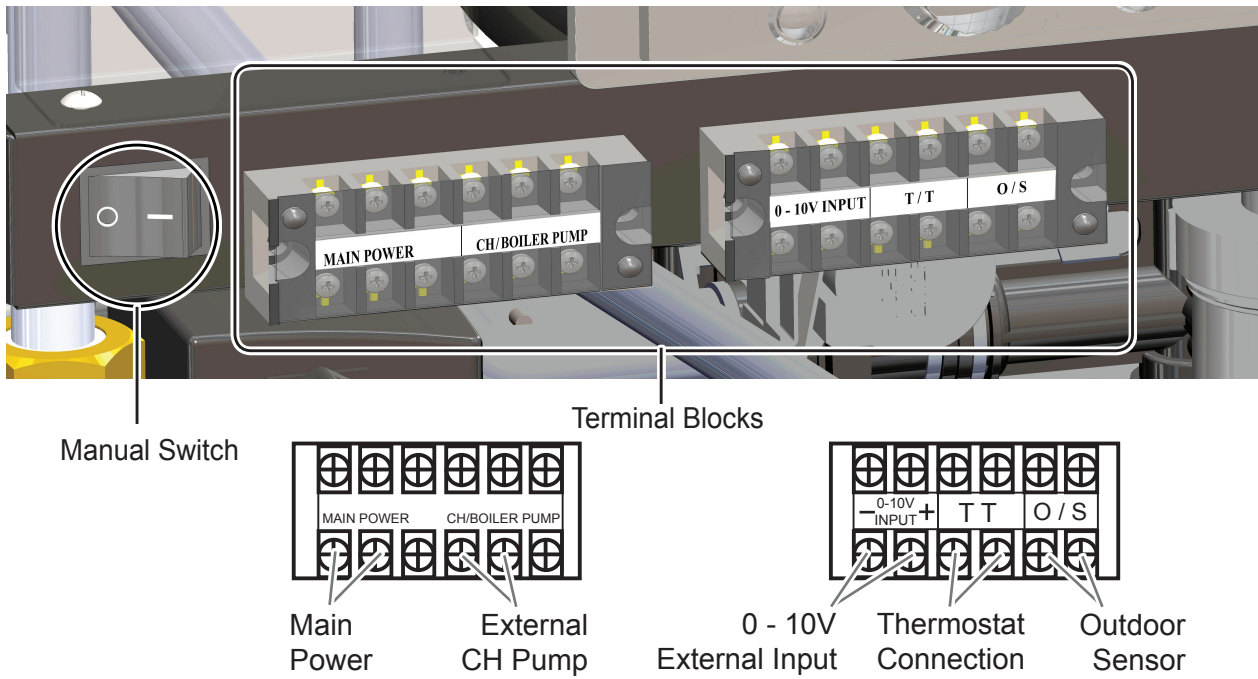 MAIN POWER
CH/BOILER PUMP
0 - 10V INPUT
T / T
O / S
Terminal Blocks
Manual Switch
MAIN POWER
CH/BOILER PUMP
0-10V
− INPUT +
T T
O / S
Main
Power
External
CH Pump
0 - 10V
External Input
Thermostat
Connection
Outdoor
Sensor